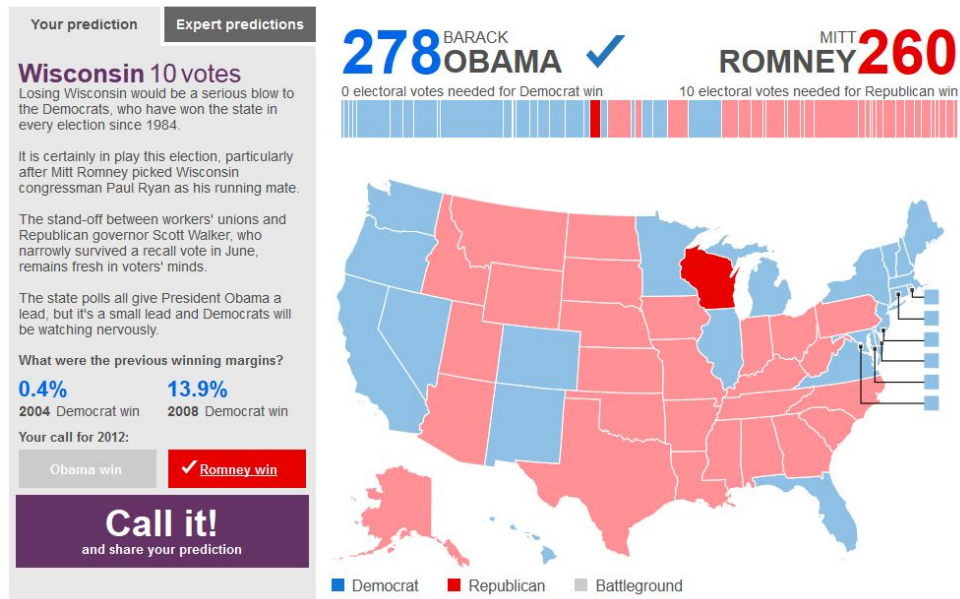 Your prediction
Expert predictions
Wisconsin 10 votes
Losing Wisconsin would be a serious blow to
the Democrats, who have won the state in
every election since 1984.
It is certainly in play this election, particularly
after Mitt Romney picked Wisconsin
congressman Paul Ryan as his running mate.
The stand-off between workers' unions and
Republican governor Scott Walker, who
narrowly survived a recall vote in June,
remains fresh in voters' minds.
The state polls all give President Obama a
lead, but it's a small lead and Democrats will
be watching nervously.
What were the previous winning margins?
0.4% 13.9%
2004 Democrat win 2008 Democrat win
Your call for 2012:
Obama win Romney win
Call it!
and share your prediction
278 BARACK
OBAMA
MITT
ROMNEY 260
0 electoral votes needed for Democrat win
10 electoral votes needed for Republican win
Democrat Republican Battleground